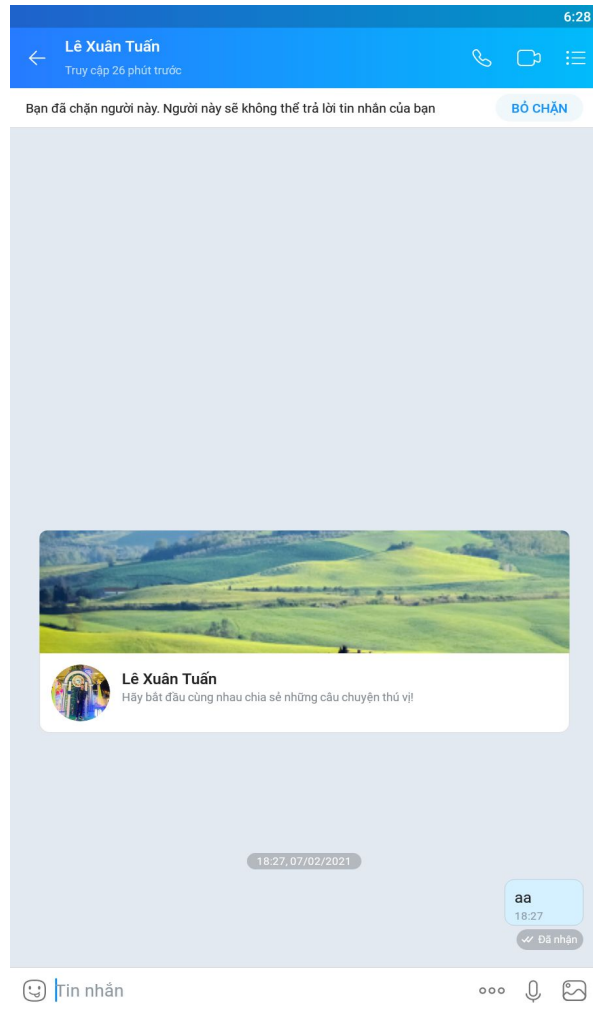 6:28
Lê Xuân Tuấn
Truy cập 26 phút trước
Bạn đã chặn người này. Người này sẽ không thể trả lời tin nhắn của bạn
BỎ CHẶN
Lê Xuân Tuấn
Hãy bắt đầu cùng nhau chia sẻ những câu chuyện thú vị!
18:27, 07/02/2021
aa
18:27
Đã nhận
Tin nhắn